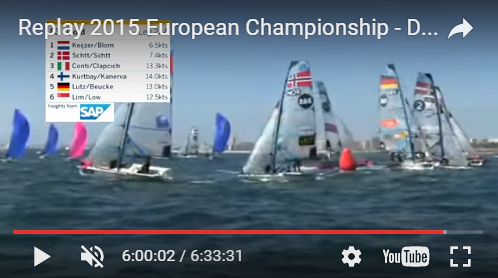 Replay 2015 European Championship - D...
1 Keijzer/Blom 6.5kts
2 Schtt/Schtt 7.4kts
3 Conti/Clapcich 13.3kts
4 Kurtbay/Kanerva 14.0kts
5 Lutz/Beucke 13.0kts
6 Lim/Low 12.5kts
Insights from SAP
6:00:02 / 6:33:31
YouTube